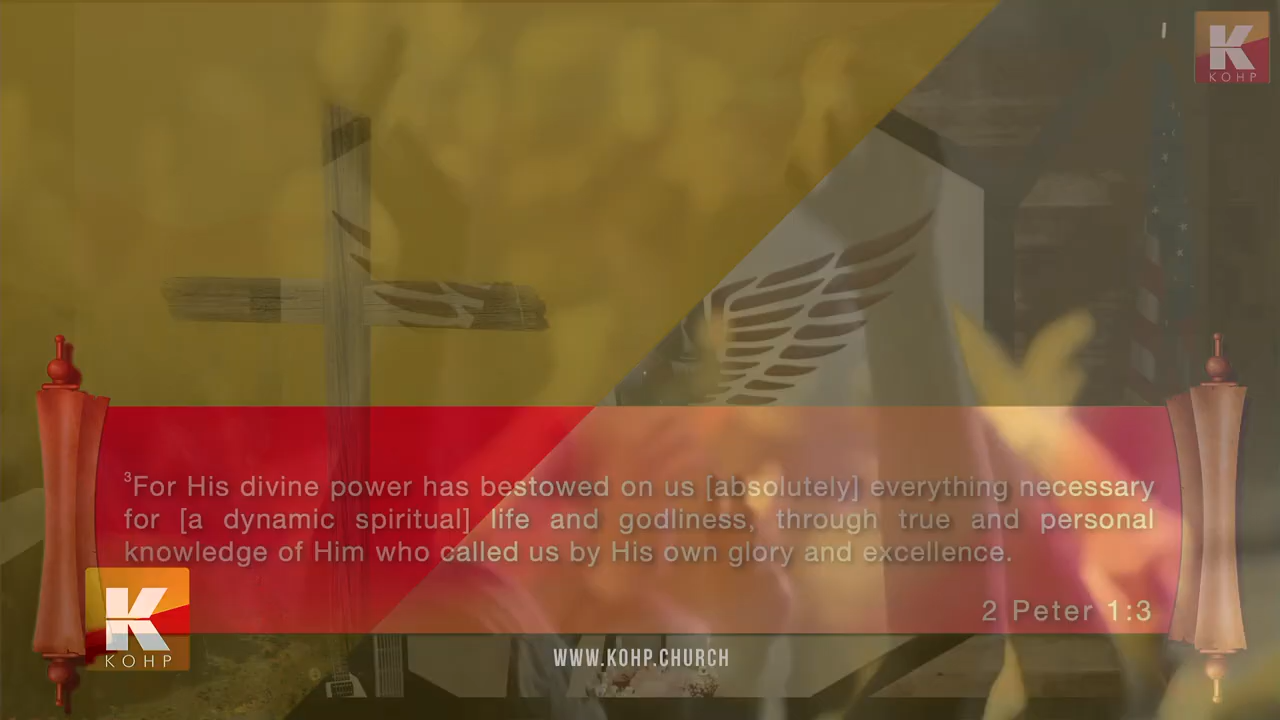 K
KOHP
³For His divine power has bestowed on us [absolutely] everything necessary
for [a dynamic spiritual] life and godliness, through true and personal
knowledge of Him who called us by His own glory and excellence.
2 Peter 1:3
K
KOHP
WWW.KOHP.CHURCH